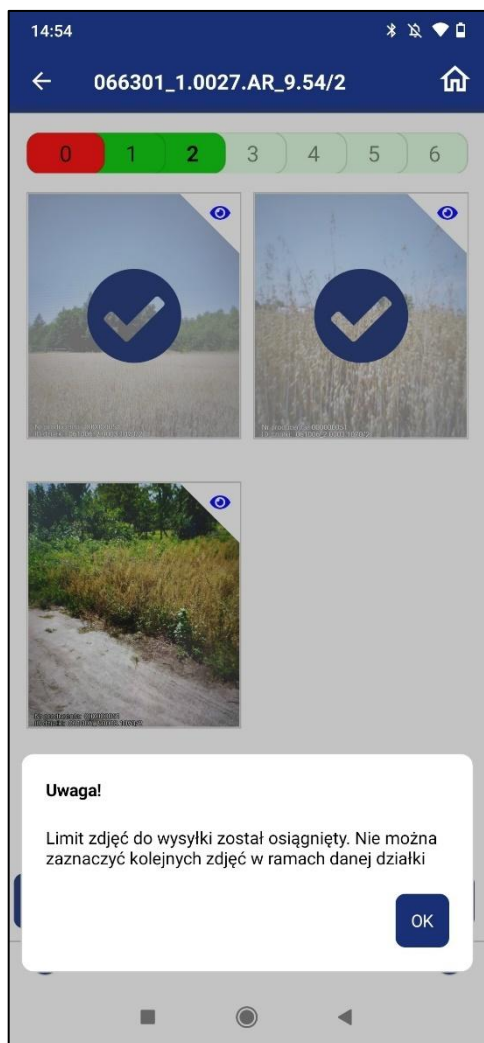 14:54
066301_1.0027.AR_9.54/2
0 1 2 3 4 5 6
Uwaga!
Limit zdjęć do wysyłki został osiągnięty. Nie można
zaznaczyć kolejnych zdjęć w ramach danej działki
OK